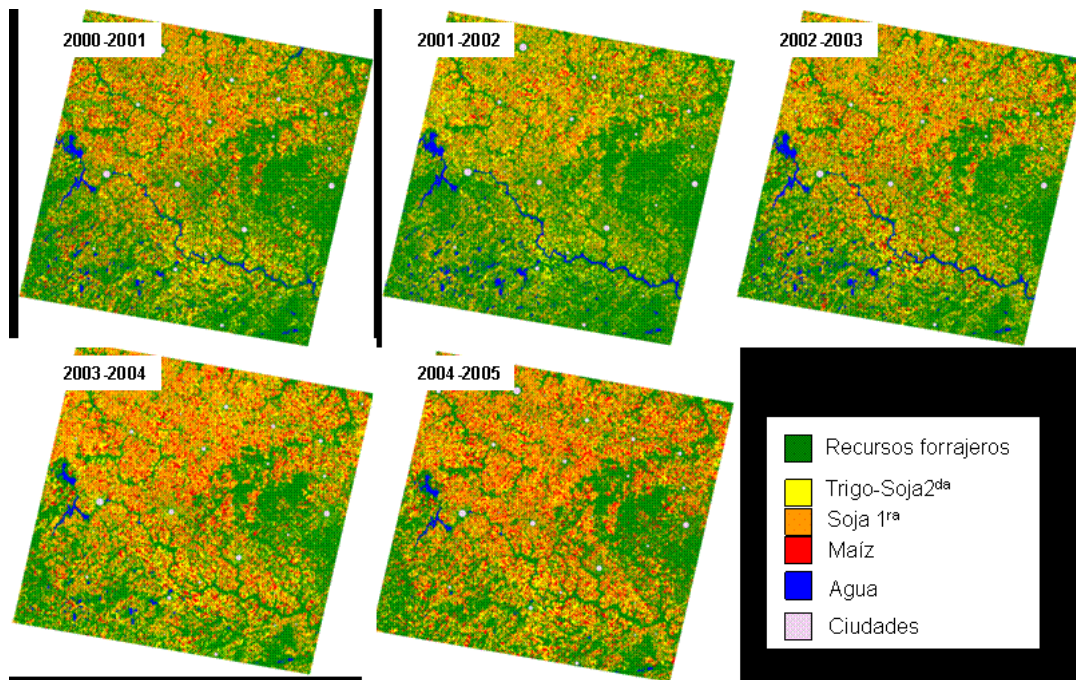 2000-2001
2001-2002
2002-2003
2003-2004
2004-2005
Recursos forrajeros
Trigo-Soja2da
Soja 1ra
Maíz
Agua
Ciudades